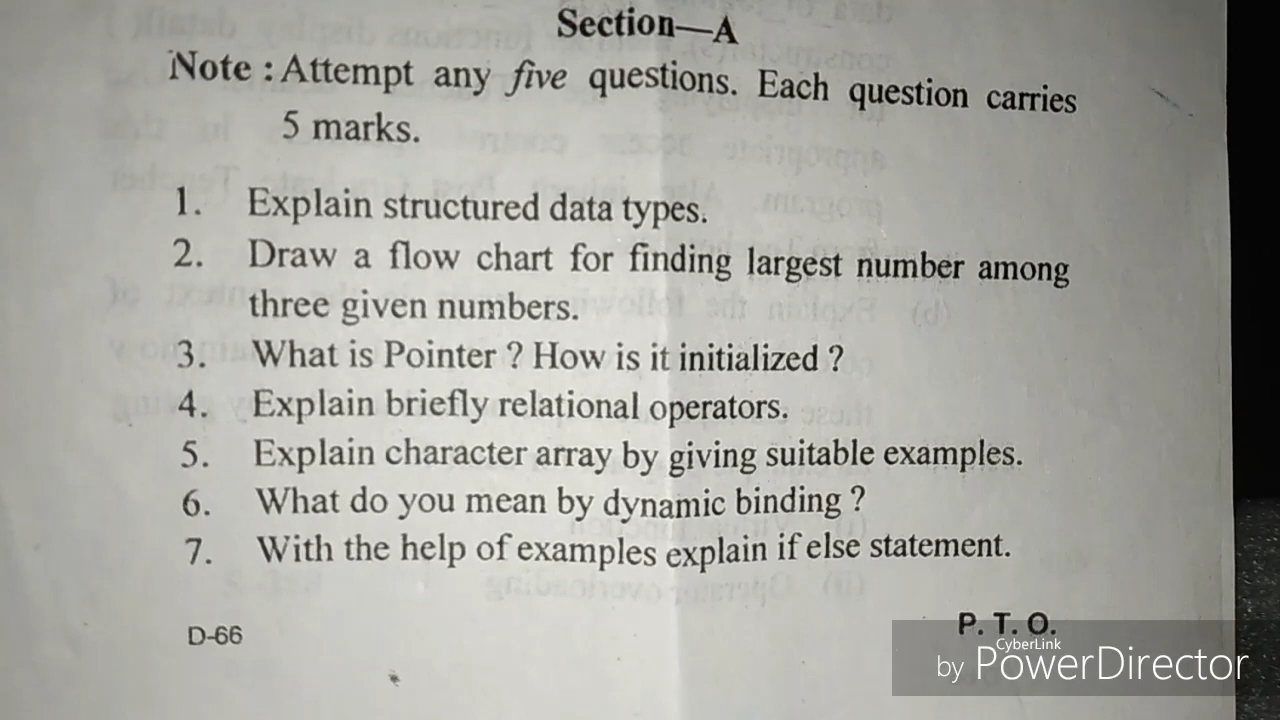 Section—A
Note : Attempt any five questions. Each question carries
5 marks.
1. Explain structured data types.
2. Draw a flow chart for finding largest number among
three given numbers.
3. What is Pointer ? How is it initialized ?
4. Explain briefly relational operators.
5. Explain character array by giving suitable examples.
6. What do you mean by dynamic binding ?
7. With the help of examples explain if else statement.
D-66
P. T. O.
CyberLink
by PowerDirector